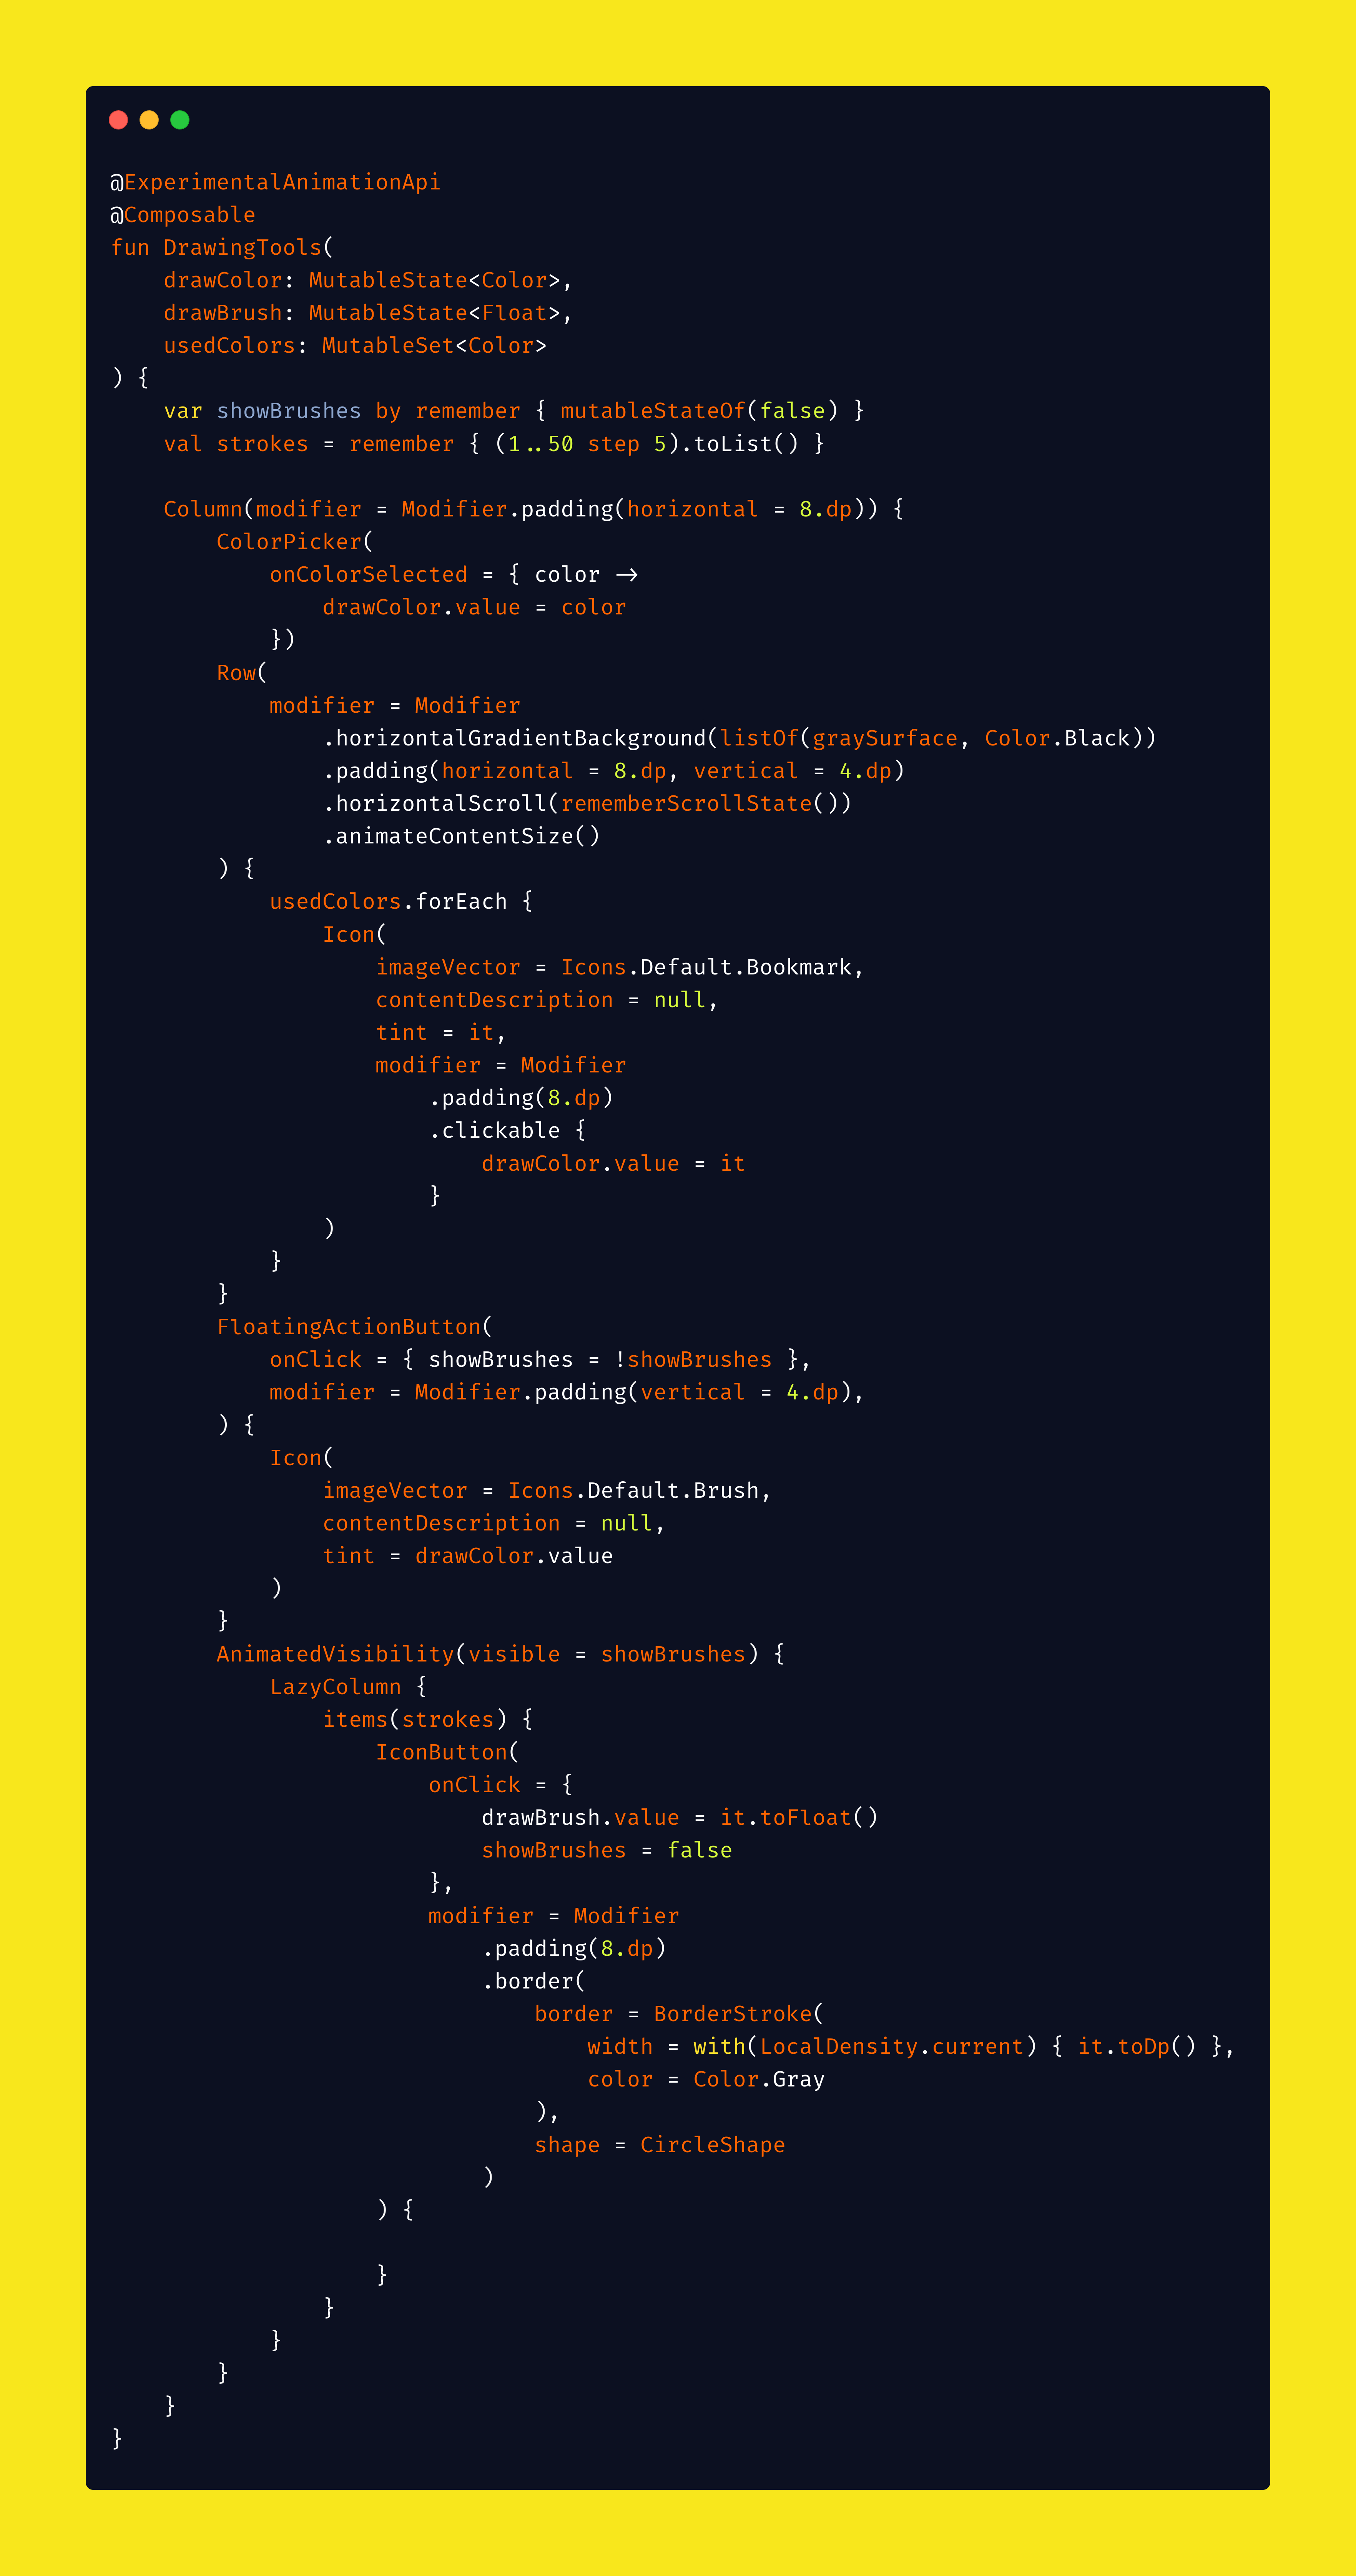 @ExperimentalAnimationApi
@Composable
fun DrawingTools(
    drawColor: MutableState<Color>,
    drawBrush: MutableState<Float>,
    usedColors: MutableSet<Color>
) {
    var showBrushes by remember { mutableStateOf(false) }
    val strokes = remember { (1..50 step 5).toList() }

    Column(modifier = Modifier.padding(horizontal = 8.dp)) {
        ColorPicker(
            onColorSelected = { color ->
                drawColor.value = color
            })
        Row(
            modifier = Modifier
                .horizontalGradientBackground(listOf(graySurface, Color.Black))
                .padding(horizontal = 8.dp, vertical = 4.dp)
                .horizontalScroll(rememberScrollState())
                .animateContentSize()
        ) {
            usedColors.forEach {
                Icon(
                    imageVector = Icons.Default.Bookmark,
                    contentDescription = null,
                    tint = it,
                    modifier = Modifier
                        .padding(8.dp)
                        .clickable {
                            drawColor.value = it
                        }
                )
            }
        }
        FloatingActionButton(
            onClick = { showBrushes = !showBrushes },
            modifier = Modifier.padding(vertical = 4.dp),
        ) {
            Icon(
                imageVector = Icons.Default.Brush,
                contentDescription = null,
                tint = drawColor.value
            )
        }
        AnimatedVisibility(visible = showBrushes) {
            LazyColumn {
                items(strokes) {
                    IconButton(
                        onClick = {
                            drawBrush.value = it.toFloat()
                            showBrushes = false
                        },
                        modifier = Modifier
                            .padding(8.dp)
                            .border(
                                border = BorderStroke(
                                    width = with(LocalDensity.current) { it.toDp() },
                                    color = Color.Gray
                                ),
                                shape = CircleShape
                            )
                    ) {

                    }
                }
            }
        }
    }
}